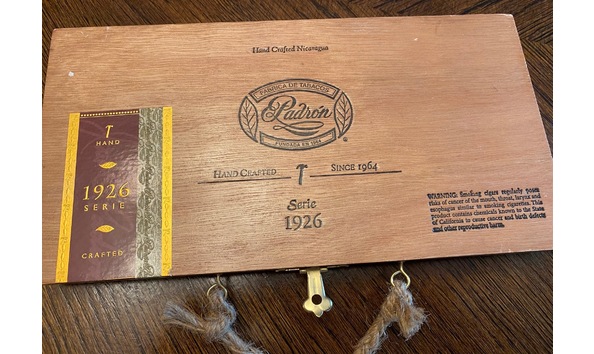 Hand Crafted Nicaragua
FABRICA DE TABACOS
Padrón
FUNDADA EN 1964
HAND CRAFTED
SINCE 1964
Serie
1926
HAND
1926
SERIE
CRAFTED
WARNING: Smoking cigars regularly poses
risks of cancer of the mouth, throat, larynx and
esophagus similar to smoking cigarettes. This
product contains chemicals known to the State
of California to cause cancer and birth defects
and other reproductive harm.